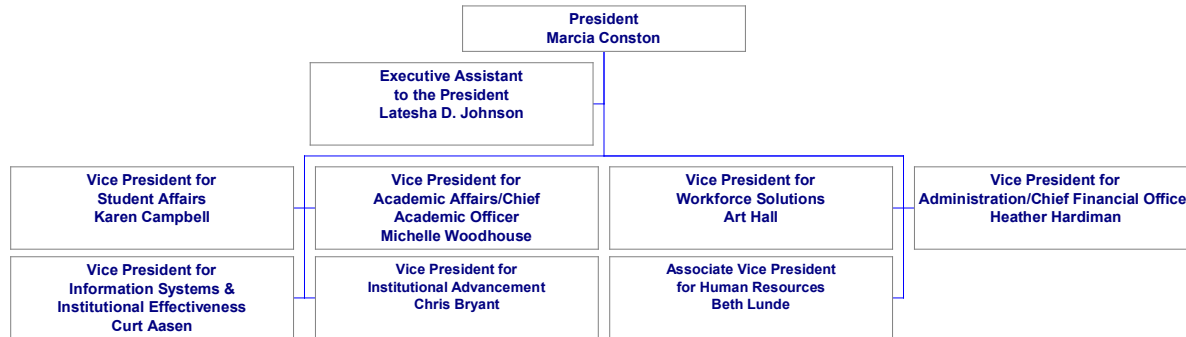 President
Marcia Conston
Executive Assistant
to the President
Latesha D. Johnson
Vice President for
Student Affairs
Karen Campbell
Vice President for
Academic Affairs/Chief
Academic Officer
Michelle Woodhouse
Vice President for
Workforce Solutions
Art Hall
Vice President for
Administration/Chief Financial Office
Heather Hardiman
Vice President for
Information Systems &
Institutional Effectiveness
Curt Aasen
Vice President for
Institutional Advancement
Chris Bryant
Associate Vice President
for Human Resources
Beth Lunde